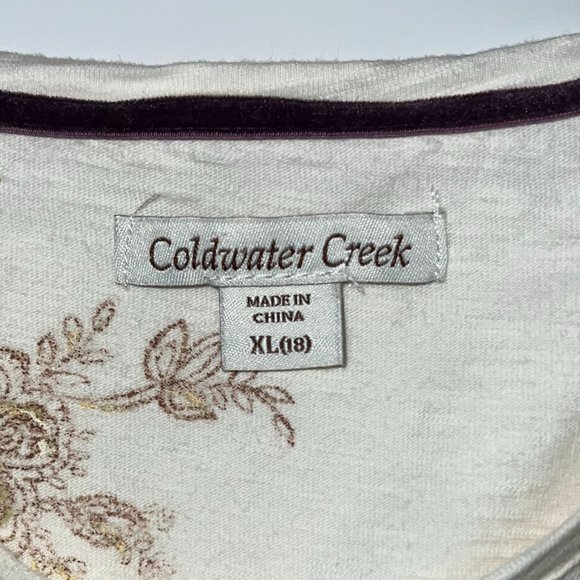 Coldwater Creek
MADE IN
CHINA
XL(18)